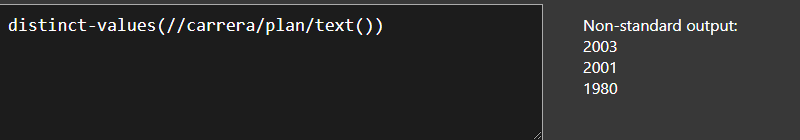 distinct-values(//carrera/plan/text())
Non-standard output:
2003
2001
1980